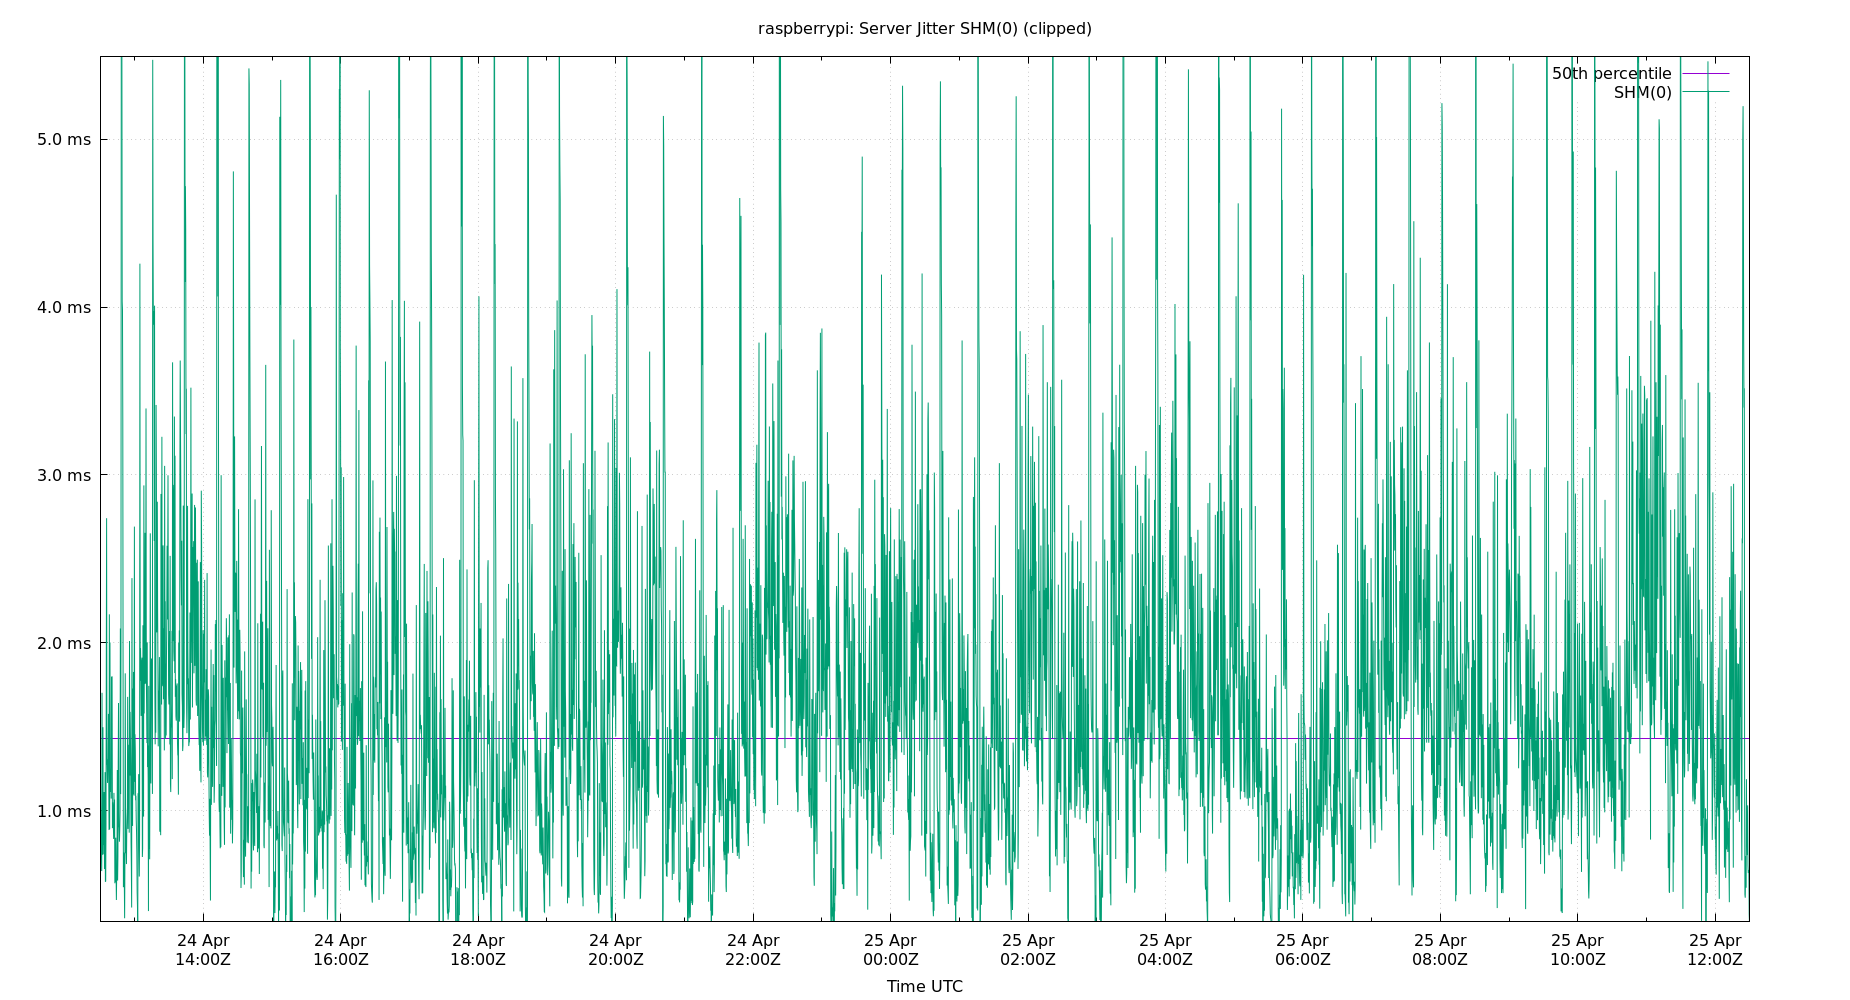 raspberrypi: Server Jitter SHM(0) (clipped)
50th percentile
SHM(0)
5.0 ms
4.0 ms
3.0 ms
2.0 ms
1.0 ms
24 Apr 24 Apr 24 Apr 24 Apr 24 Apr 25 Apr 25 Apr 25 Apr 25 Apr 25 Apr 25 Apr 25 Apr
14:00Z 16:00Z 18:00Z 20:00Z 22:00Z 00:00Z 02:00Z 04:00Z 06:00Z 08:00Z 10:00Z 12:00Z
Time UTC